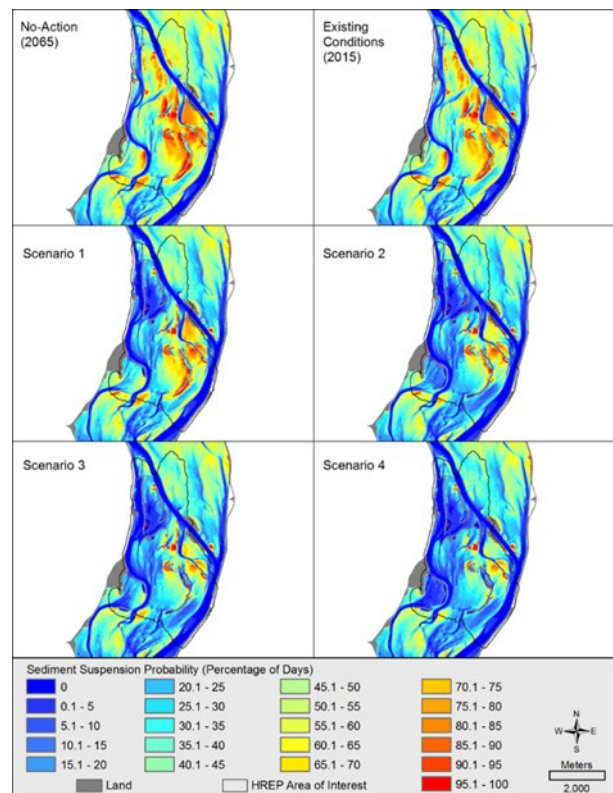 No-Action
(2065)
Existing
Conditions
(2015)
Scenario 1
Scenario 2
Scenario 3
Scenario 4
Sediment Suspension Probability (Percentage of Days)
0
0.1 - 5
5.1 - 10
10.1 - 15
15.1 - 20
20.1 - 25
25.1 - 30
30.1 - 35
35.1 - 40
40.1 - 45
45.1 - 50
50.1 - 55
55.1 - 60
60.1 - 65
65.1 - 70
70.1 - 75
75.1 - 80
80.1 - 85
85.1 - 90
90.1 - 95
95.1 - 100
Land
HREP Area of Interest
N
W E
S
Meters
2,000